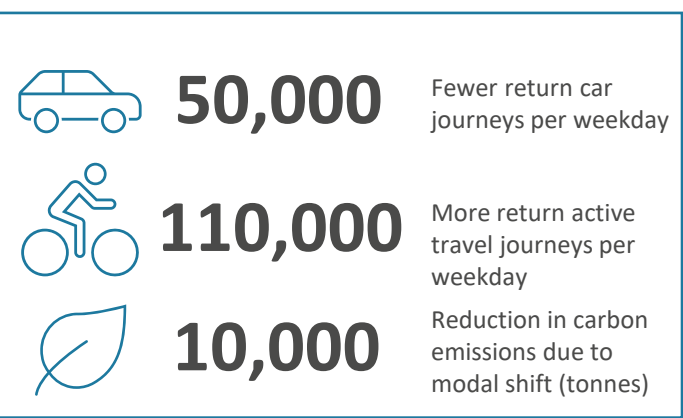 50,000
Fewer return car
journeys per weekday
110,000
More return active
travel journeys per
weekday
10,000
Reduction in carbon
emissions due to
modal shift (tonnes)